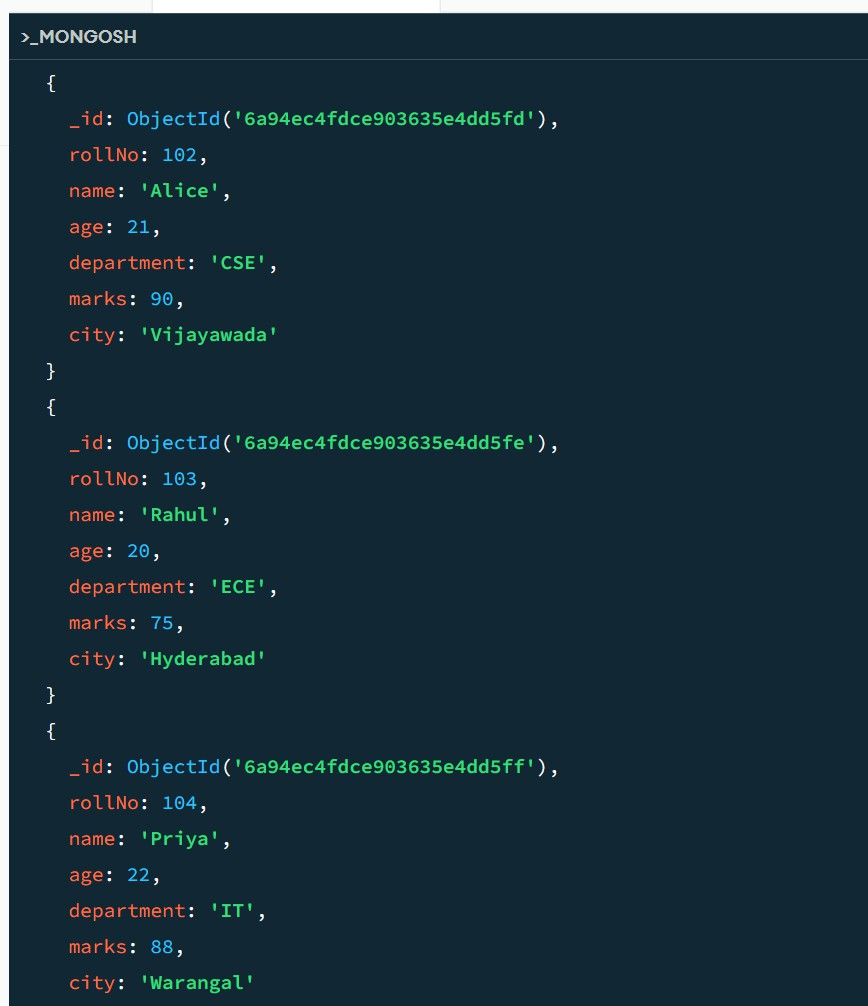 >_MONGOSH
{
_id: ObjectId('6a94ec4fdce903635e4dd5fd'),
rollNo: 102,
name: 'Alice',
age: 21,
department: 'CSE',
marks: 90,
city: 'Vijayawada'
}
{
_id: ObjectId('6a94ec4fdce903635e4dd5fe'),
rollNo: 103,
name: 'Rahul',
age: 20,
department: 'ECE',
marks: 75,
city: 'Hyderabad'
}
{
_id: ObjectId('6a94ec4fdce903635e4dd5ff'),
rollNo: 104,
name: 'Priya',
age: 22,
department: 'IT',
marks: 88,
city: 'Warangal'